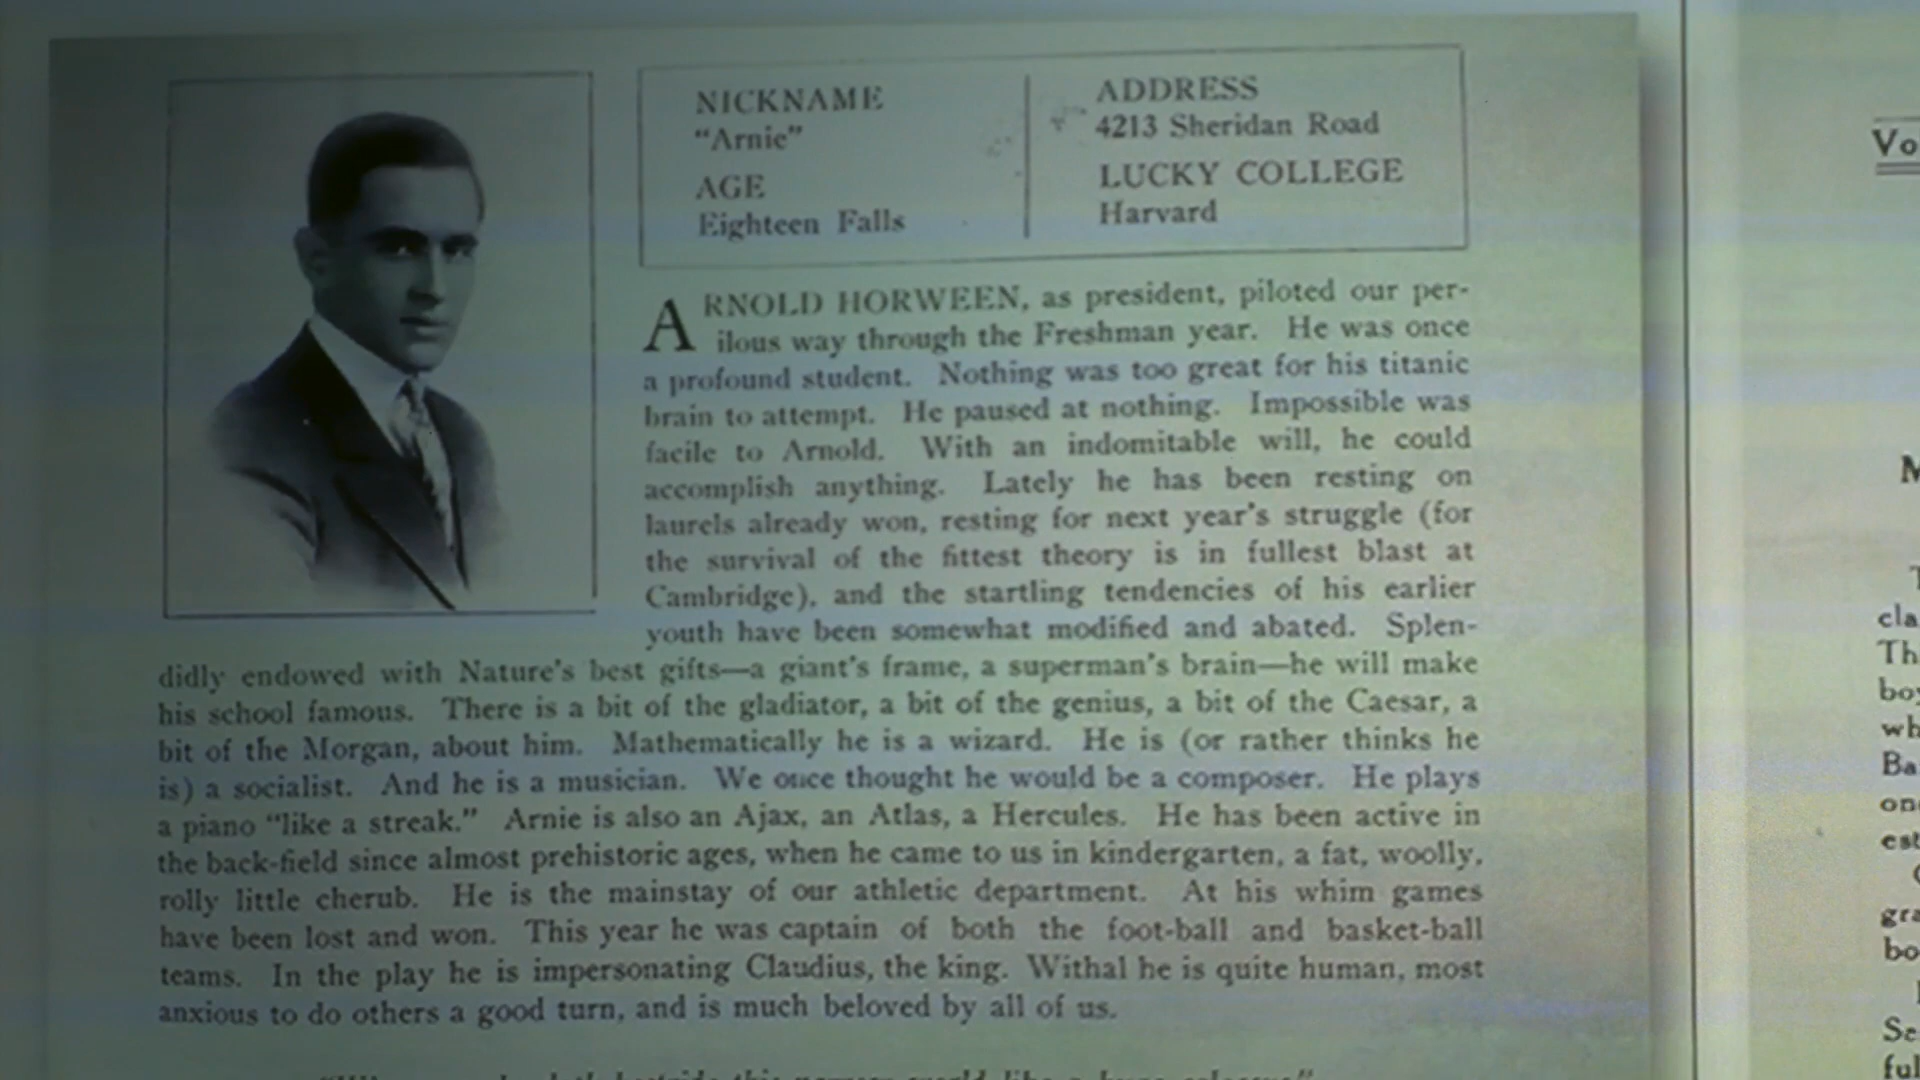 NICKNAME
"Arnie"
AGE
Eighteen Falls
ADDRESS
4213 Sheridan Road
LUCKY COLLEGE
Harvard
ARNOLD HORWEEN, as president, piloted our per-
ilous way through the Freshman year. He was once
a profound student. Nothing was too great for his titanic
brain to attempt. He paused at nothing. Impossible was
facile to Arnold. With an indomitable will, he could
accomplish anything. Lately he has been resting on
laurels already won, resting for next year's struggle (for
the survival of the fittest theory is in fullest blast at
Cambridge), and the startling tendencies of his earlier
youth have been somewhat modified and abated. Splen-
didly endowed with Nature's best gifts—a giant's frame, a superman's brain—he will make
his school famous. There is a bit of the gladiator, a bit of the genius, a bit of the Caesar, a
bit of the Morgan, about him. Mathematically he is a wizard. He is (or rather thinks he
is) a socialist. And he is a musician. We once thought he would be a composer. He plays
a piano "like a streak." Arnie is also an Ajax, an Atlas, a Hercules. He has been active in
the back-field since almost prehistoric ages, when he came to us in kindergarten, a fat, woolly,
rolly little cherub. He is the mainstay of our athletic department. At his whim games
have been lost and won. This year he was captain of both the foot-ball and basket-ball
teams. In the play he is impersonating Claudius, the king. Withal he is quite human, most
anxious to do others a good turn, and is much beloved by all of us.